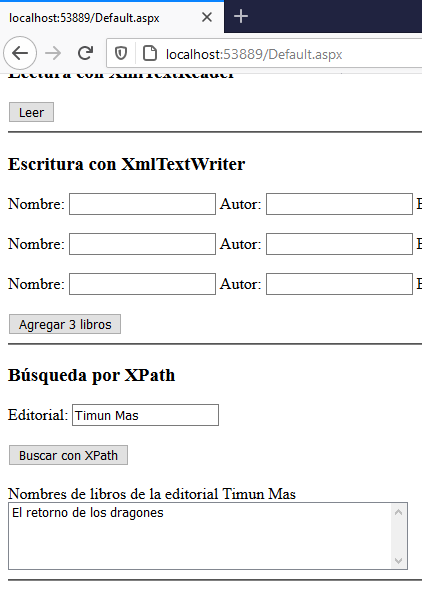 localhost:53889/Default.aspx
localhost:53889/Default.aspx
Lectura con XmlTextReader
Leer
Escritura con XmlTextWriter
Nombre: Autor: E
Nombre: Autor: E
Nombre: Autor: E
Agregar 3 libros
Búsqueda por XPath
Editorial: Timun Mas
Buscar con XPath
Nombres de libros de la editorial Timun Mas
El retorno de los dragones